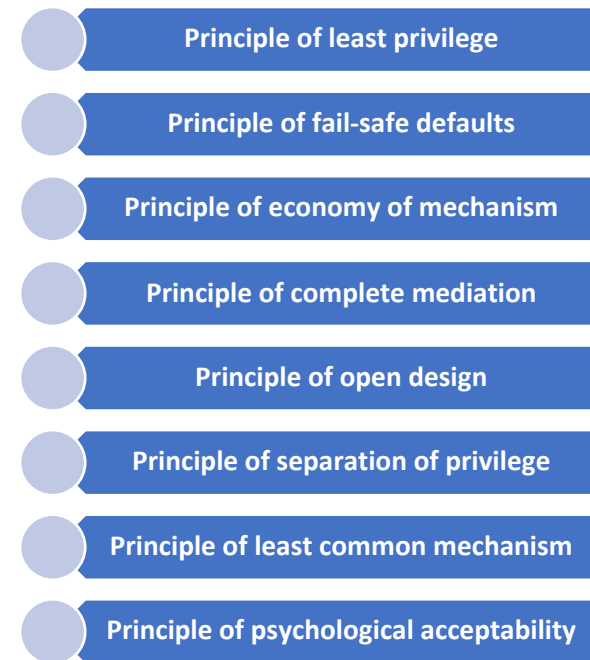 Principle of least privilege
Principle of fail-safe defaults
Principle of economy of mechanism
Principle of complete mediation
Principle of open design
Principle of separation of privilege
Principle of least common mechanism
Principle of psychological acceptability